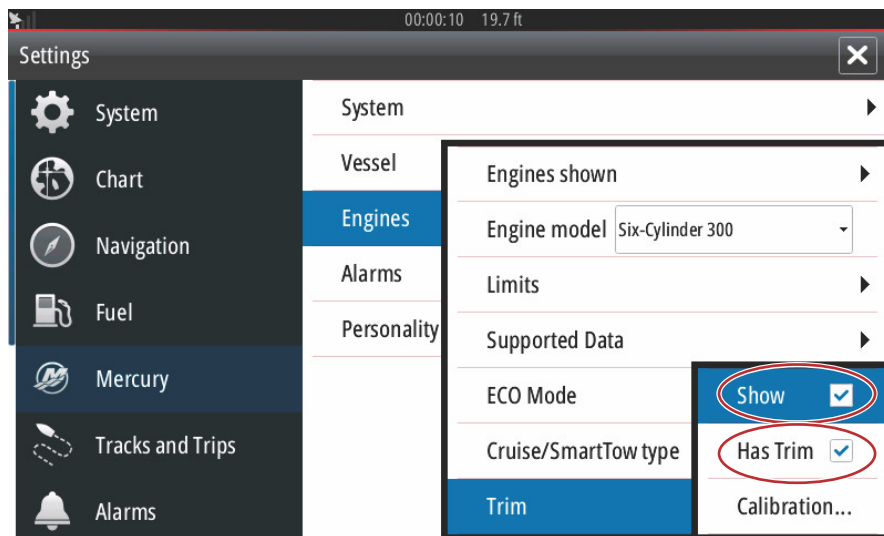 00:00:10 19.7 ft
Settings
System
Chart
Navigation
Fuel
Mercury
Tracks and Trips
Alarms
System
Vessel
Engines
Alarms
Personality
Engines shown
Engine model Six-Cylinder 300
Limits
Supported Data
ECO Mode
Cruise/SmartTow type
Trim
Show
Has Trim
Calibration...